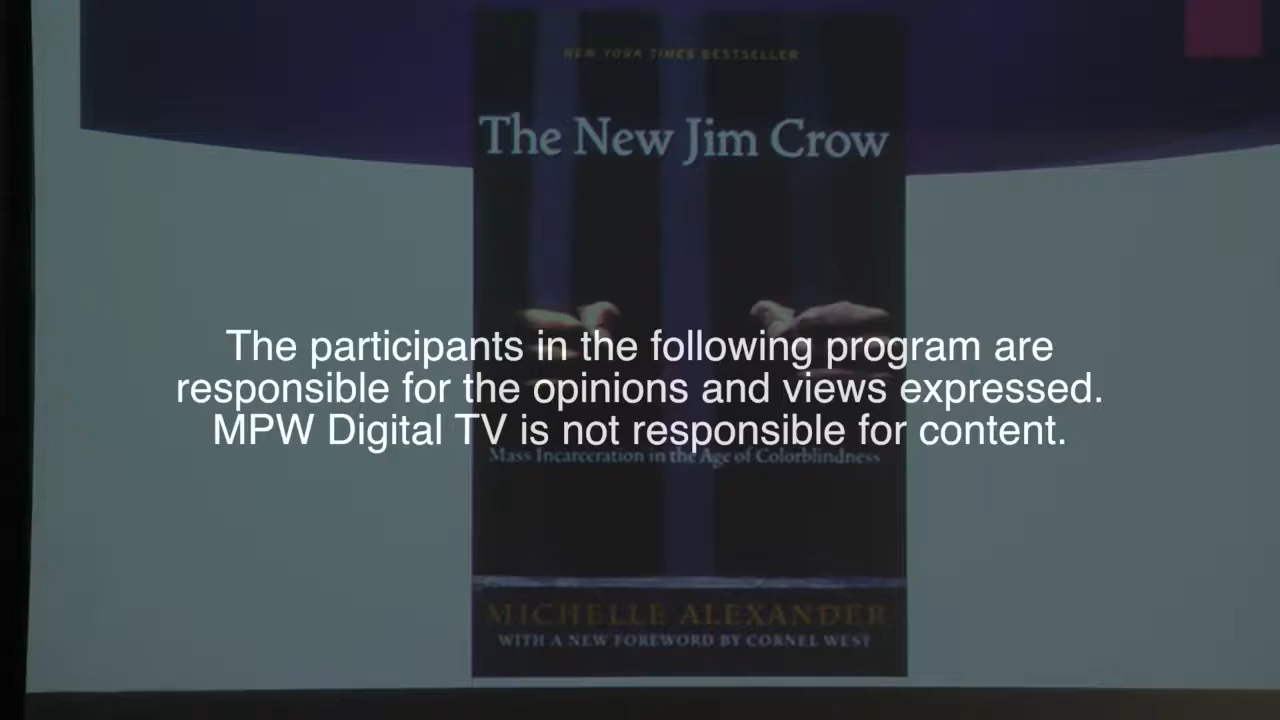 NEW YORK TIMES BESTSELLER
The New Jim Crow
The participants in the following program are
responsible for the opinions and views expressed.
MPW Digital TV is not responsible for content.
Mass Incarceration in the Age of Colorblindness
MICHELLE ALEXANDER
WITH A NEW FOREWORD BY CORNEL WEST